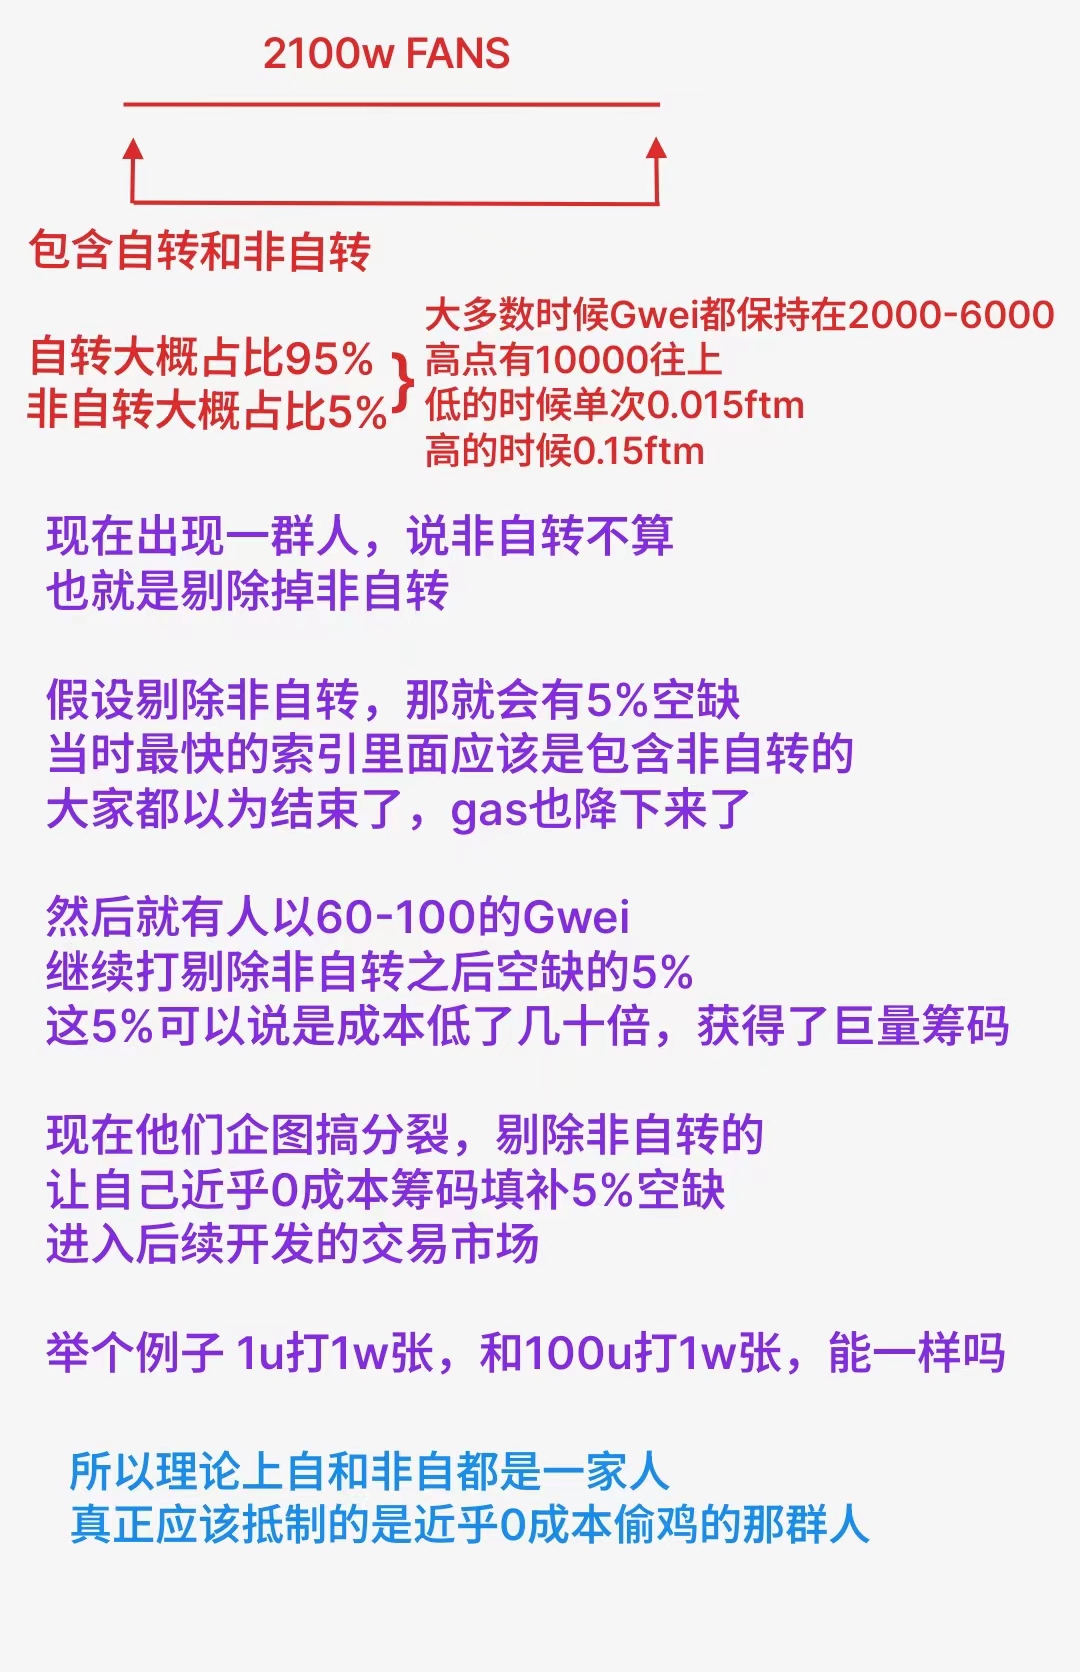 2100w FANS
包含自转和非自转
自转大概占比95%
非自转大概占比5%
}
大多数时候Gwei都保持在2000-6000
高点有10000往上
低的时候单次0.015ftm
高的时候0.15ftm
现在出现一群人，说非自转不算
也就是剔除掉非自转
假设剔除非自转，那就会有5%空缺
当时最快的索引里面应该是包含非自转的
大家都以为结束了，gas也降下来了
然后就有人以60-100的Gwei
继续打剔除非自转之后空缺的5%
这5%可以说是成本低了几十倍，获得了巨量筹码
现在他们企图搞分裂，剔除非自转的
让自己近乎0成本筹码填补5%空缺
进入后续开发的交易市场
举个例子 1u打1w张，和100u打1w张，能一样吗
所以理论上自和非自都是一家人
真正应该抵制的是近乎0成本偷鸡的那群人